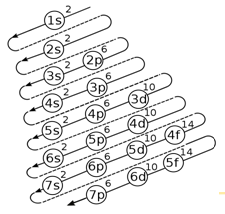 1s 2
2s 2
3s 2 2p 6
4s 2 3p 6
5s 2 4p 6 3d 10
6s 2 5p 6 4d 10
7s 2 6p 6 5d 10 4f 14
7p 6 6d 10 5f 14